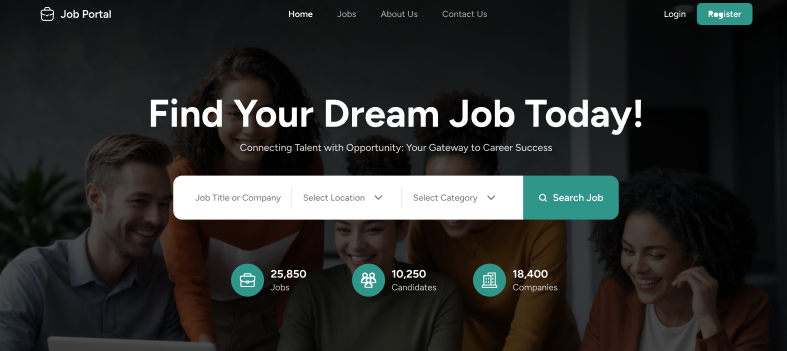 Job Portal
Home Jobs About Us Contact Us
Login Register
Find Your Dream Job Today!
Connecting Talent with Opportunity: Your Gateway to Career Success
Job Title or Company Select Location Select Category Search Job
25,850 10,250 18,400
Jobs Candidates Companies